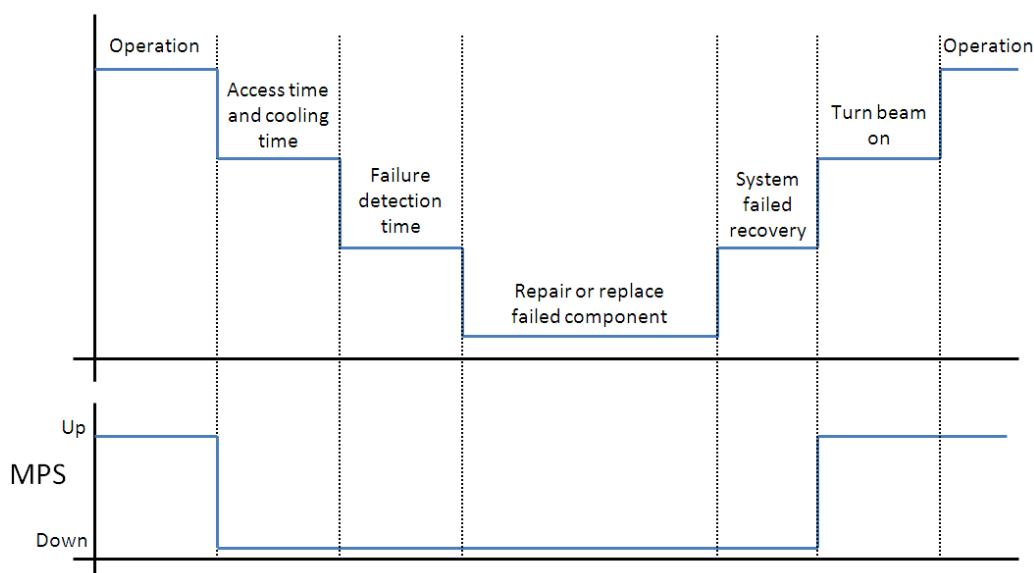 Operation
Operation
Access time
and cooling
time
Turn beam
on
Failure
detection
time
System
failed
recovery
Repair or replace
failed component
Up
MPS
Down